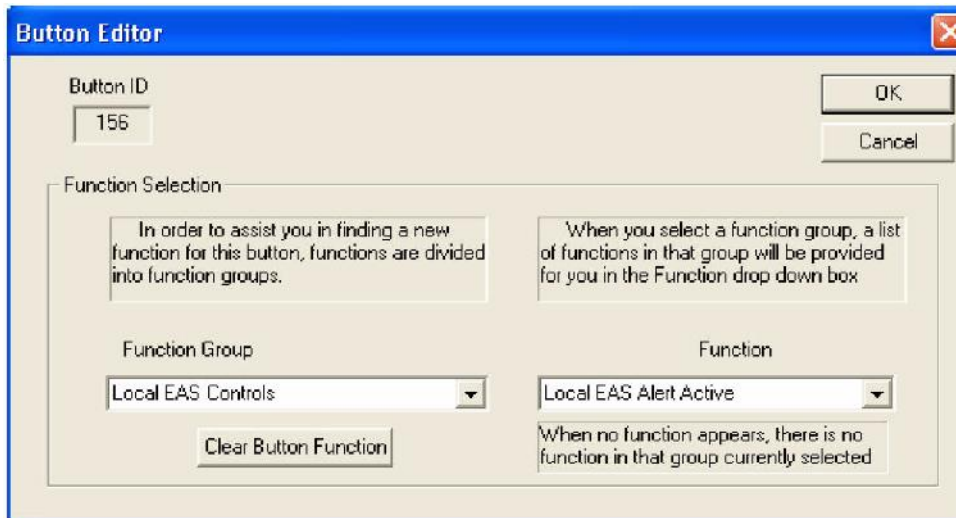 Button Editor
Button ID
156
OK
Cancel
Function Selection
In order to assist you in finding a new
function for this button, functions are divided
into function groups.
When you select a function group, a list
of functions in that group will be provided
for you in the Function drop down box
Function Group
Function
Local EAS Controls
Local EAS Alert Active
Clear Button Function
When no function appears, there is no
function in that group currently selected